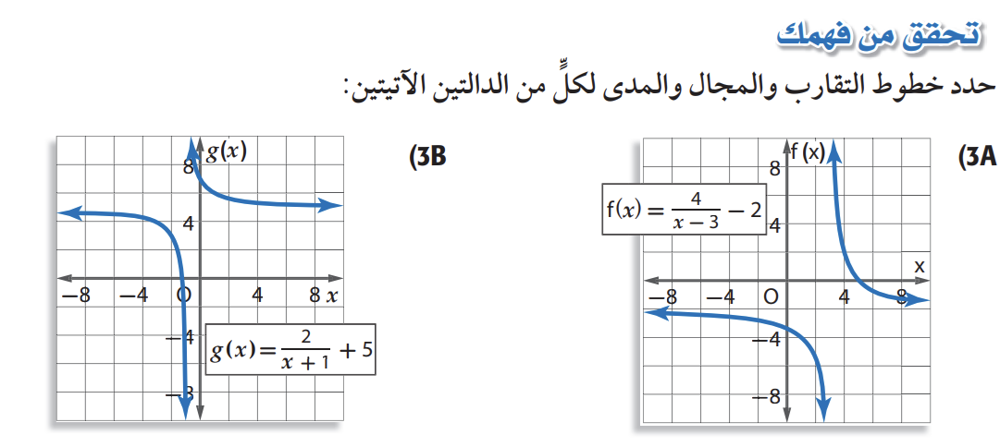 تحقق من فهمك
حدد خطوط التقارب والمجال والمدى لكلٍّ من الدالتين الآتيتين:
(3A
f(x)
8
4
−4
−8
−8 −4 O 4 8
x
f(x) = 4/(x − 3) − 2
(3B
g(x)
8
4
−4
−8
−8 −4 O 4 8 x
g(x) = 2/(x + 1) + 5